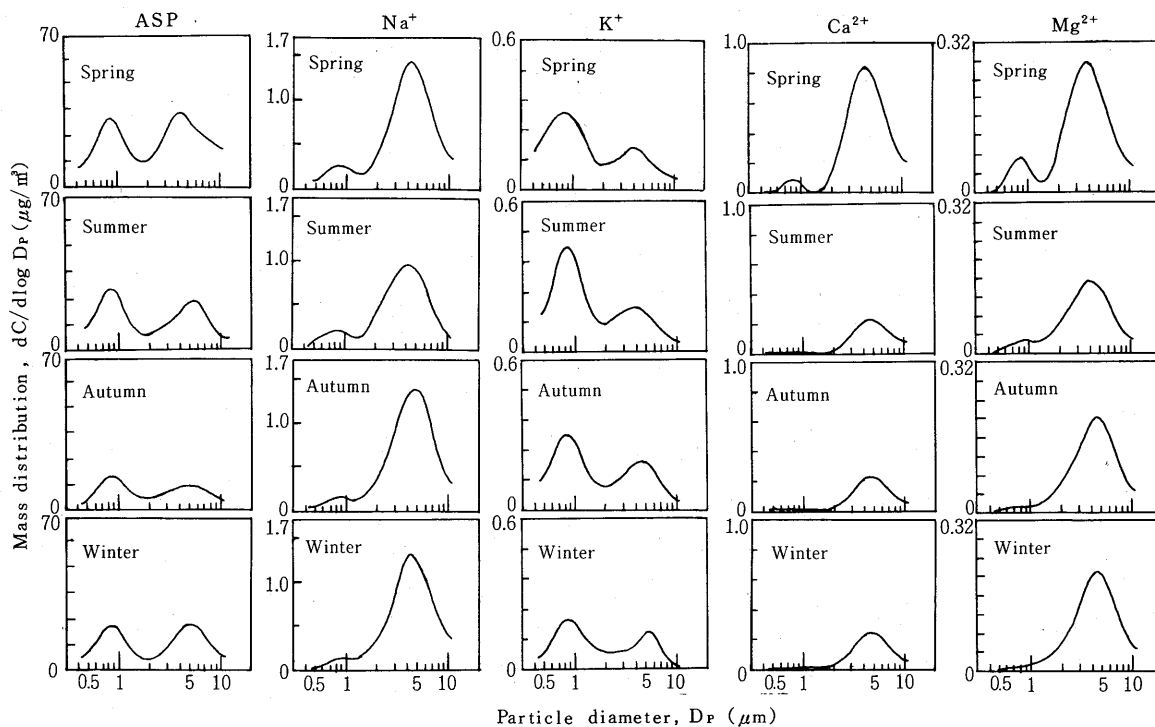 ASP Na⁺ K⁺ Ca²⁺ Mg²⁺
70 1.7 0.6 1.0 0.32
Spring Spring Spring Spring Spring
1.0
0 0 0 0 0
70 1.7 0.6 1.0 0.32
Summer Summer Summer Summer Summer
1.0
0 0 0 0 0
70 1.7 0.6 1.0 0.32
Autumn Autumn Autumn Autumn Autumn
1.0
0 0 0 0 0
70 1.7 0.6 1.0 0.32
Winter Winter Winter Winter Winter
1.0
0 0 0 0 0
0.5 1 5 10 0.5 1 5 10 0.5 1 5 10 0.5 1 5 10 0.5 1 5 10
Mass distribution, dC/dlog DP (μg/m³)
Particle diameter, DP (μm)